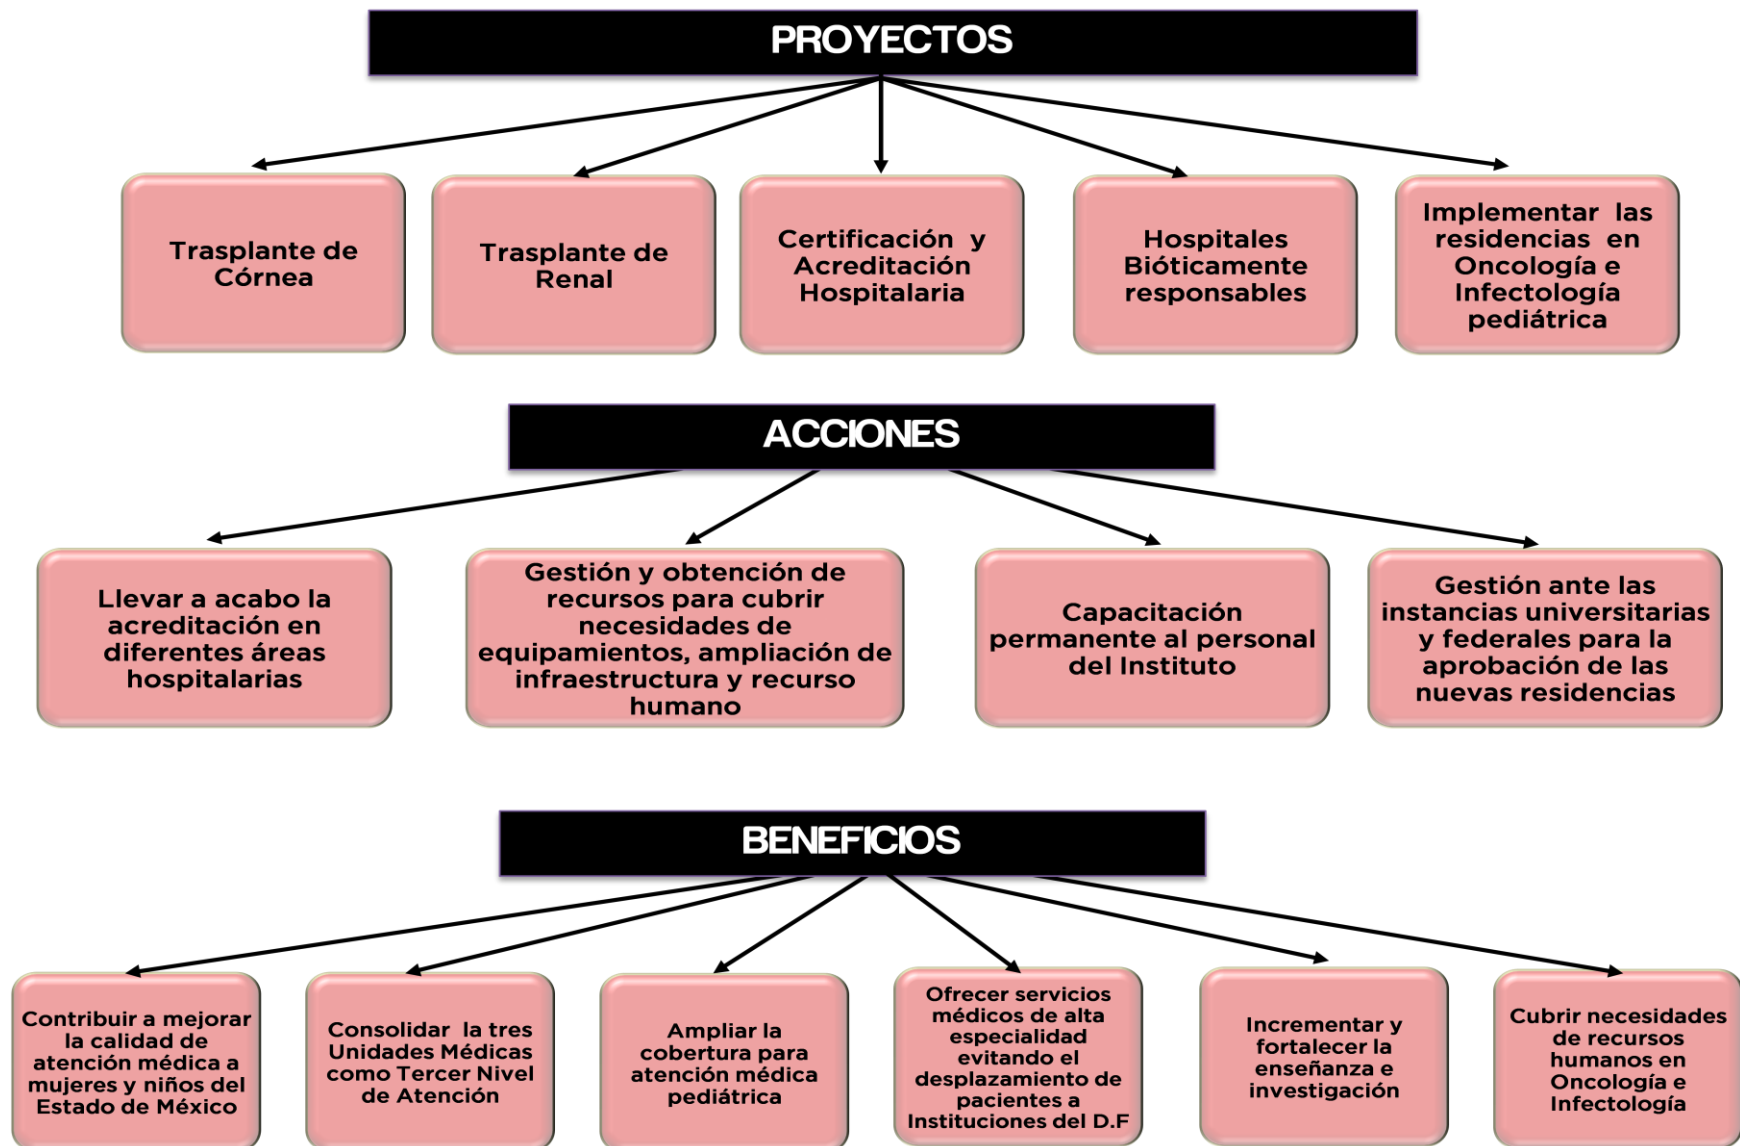 PROYECTOS
Trasplante de
Córnea
Trasplante de
Renal
Certificación y
Acreditación
Hospitalaria
Hospitales
Bióticamente
responsables
Implementar las
residencias en
Oncología e
Infectología
pediátrica
ACCIONES
Llevar a acabo la
acreditación en
diferentes áreas
hospitalarias
Gestión y obtención de
recursos para cubrir
necesidades de
equipamientos, ampliación de
infraestructura y recurso
humano
Capacitación
permanente al personal
del Instituto
Gestión ante las
instancias universitarias
y federales para la
aprobación de las
nuevas residencias
BENEFICIOS
Contribuir a mejorar
la calidad de
atención médica a
mujeres y niños del
Estado de México
Consolidar la tres
Unidades Médicas
como Tercer Nivel
de Atención
Ampliar la
cobertura para
atención médica
pediátrica
Ofrecer servicios
médicos de alta
especialidad
evitando el
desplazamiento de
pacientes a
Instituciones del D.F
Incrementar y
fortalecer la
enseñanza e
investigación
Cubrir necesidades
de recursos
humanos en
Oncología e
Infectología